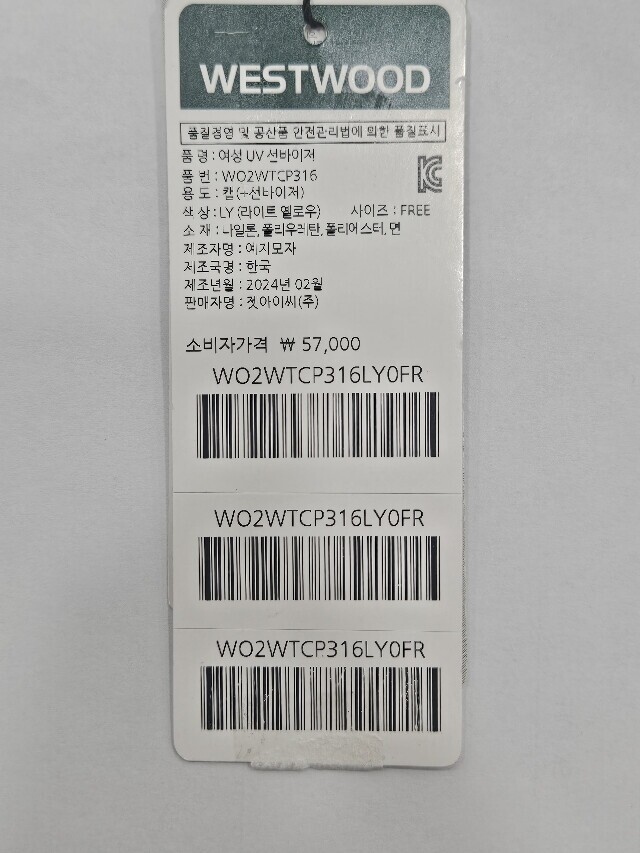 WESTWOOD
품질경영 및 공산품 안전관리법에 의한 품질표시
품 명 : 여성 UV 선바이저
품 번 : WO2WTCP316
용 도 : 캡(+선바이저)
색 상 : LY (라이트 옐로우) 사이즈 : FREE
소 재 : 나일론, 폴리우레탄, 폴리에스터, 면
제조자명 : 예지모자
제조국명 : 한국
제조년월 : 2024년 02월
판매자명 : 젯아이씨(주)
소비자가격 ₩ 57,000
WO2WTCP316LY0FR
WO2WTCP316LY0FR
WO2WTCP316LY0FR